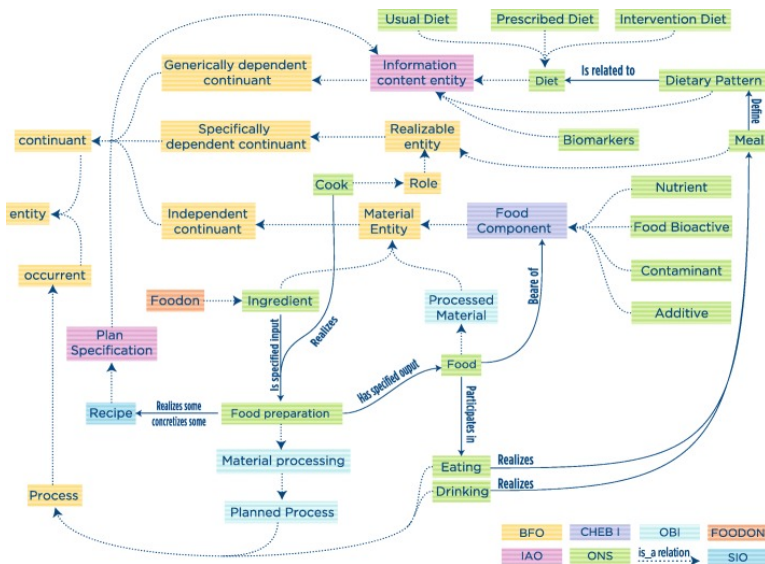 Usual Diet
Prescribed Diet
Intervention Diet
Generically dependent
continuant
Information
content entity
Diet
Is related to
Dietary Pattern
Define
continuant
Specifically
dependent continuant
Realizable
entity
Biomarkers
Meal
Cook
Role
Nutrient
entity
Independent
continuant
Material
Entity
Food
Component
Food Bioactive
occurrent
Contaminant
Foodon
Ingredient
Processed
Material
Beare of
Additive
Plan
Specification
Is specified input
Realizes
Has specified ouput
Food
Recipe
Realizes some
concretizes some
Food preparation
Participates in
Material processing
Eating
Realizes
Process
Drinking
Realizes
Planned Process
BFO
CHEB I
OBI
FOODON
IAO
ONS
is_a relation
SIO